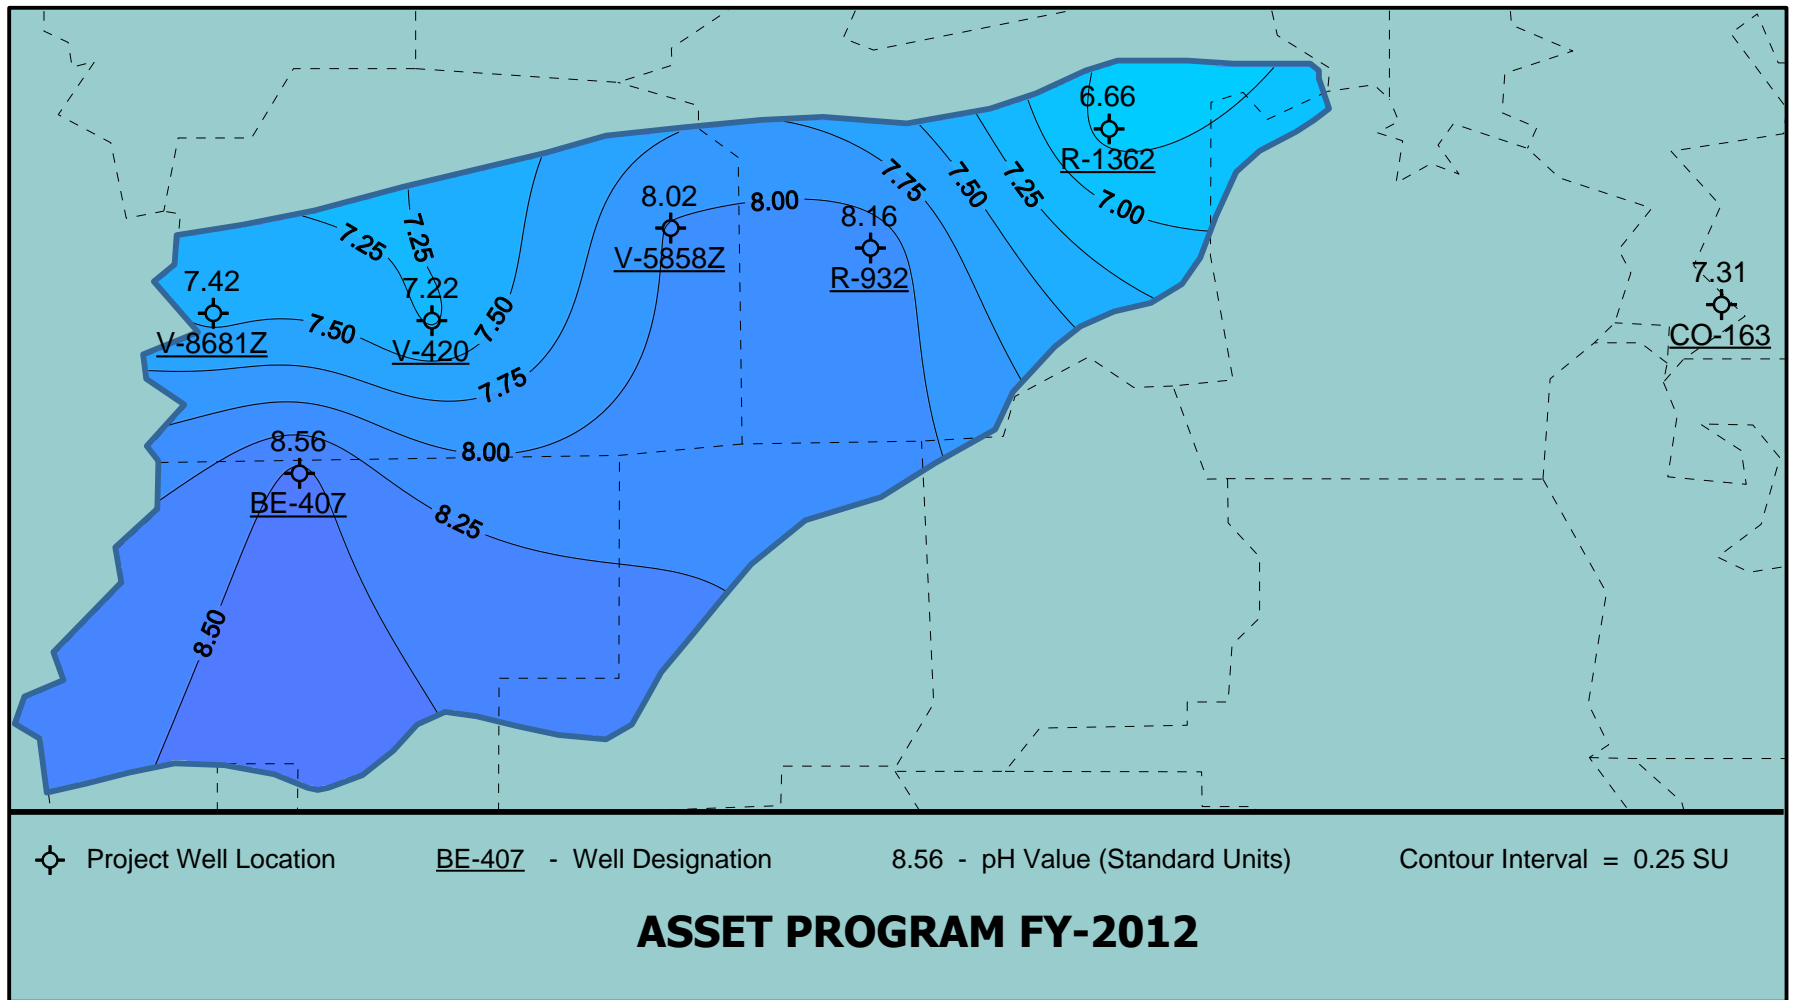 6.66
R-1362
7.75
7.50
7.25
7.00
8.02
8.00
8.16
V-5858Z
R-932
7.25
7.25
7.42
7.22
7.50
7.31
V-8681Z
7.50
V-420
CO-163
7.75
8.56
8.00
BE-407
8.25
8.50
Project Well Location
BE-407 - Well Designation
8.56 - pH Value (Standard Units)
Contour Interval = 0.25 SU
ASSET PROGRAM FY-2012